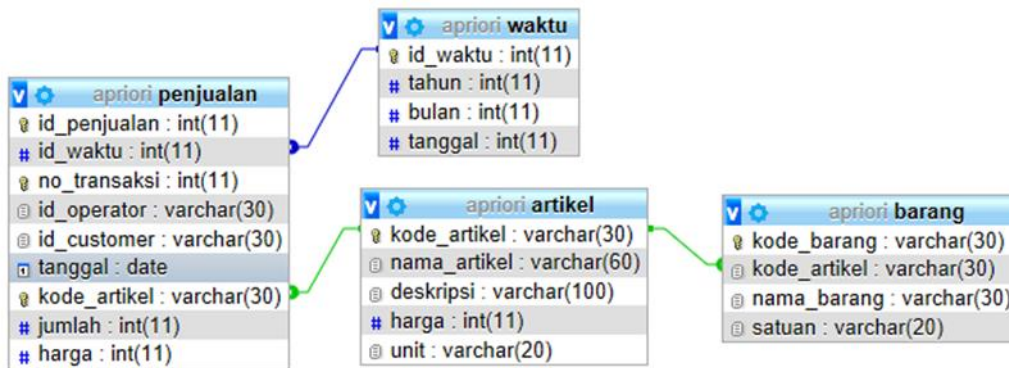 apriori waktu
id_waktu : int(11)
# tahun : int(11)
# bulan : int(11)
# tanggal : int(11)
apriori penjualan
id_penjualan : int(11)
# id_waktu : int(11)
no_transaksi : int(11)
id_operator : varchar(30)
id_customer : varchar(30)
tanggal : date
kode_artikel : varchar(30)
# jumlah : int(11)
# harga : int(11)
apriori artikel
kode_artikel : varchar(30)
nama_artikel : varchar(60)
deskripsi : varchar(100)
# harga : int(11)
unit : varchar(20)
apriori barang
kode_barang : varchar(30)
kode_artikel : varchar(30)
nama_barang : varchar(30)
satuan : varchar(20)